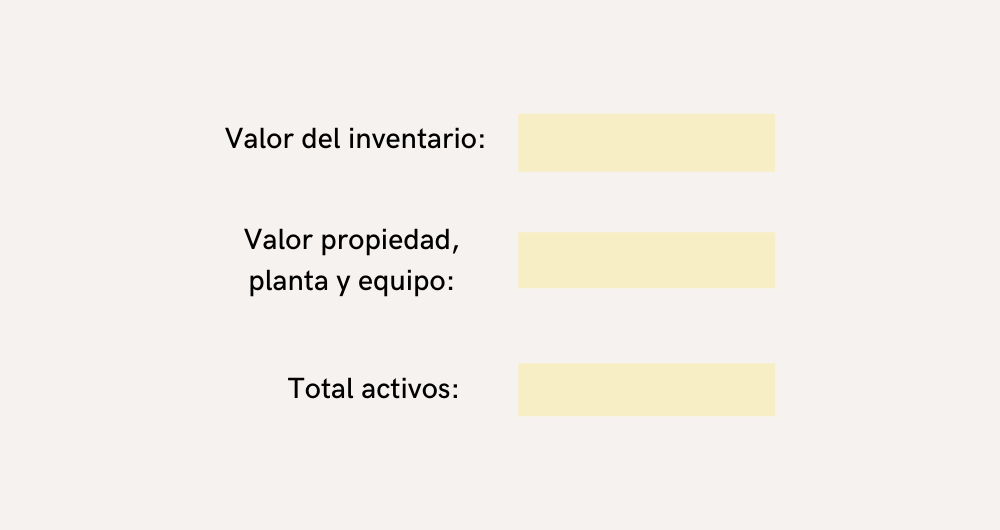 Valor del inventario:
Valor propiedad,
planta y equipo:
Total activos: